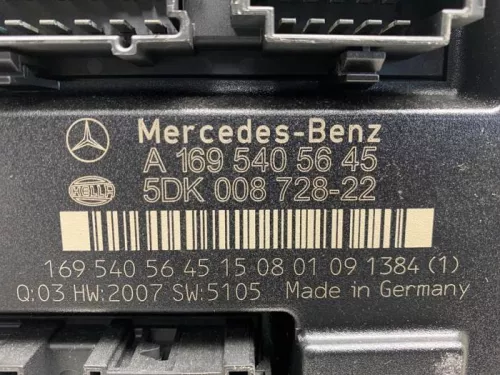 Mercedes-Benz
A 169 540 56 45
HELLA
5DK 008 728-22
169 540 56 45 15 08 01 09 1384 (1)
Q:03 HW:2007 SW:5105 Made in Germany